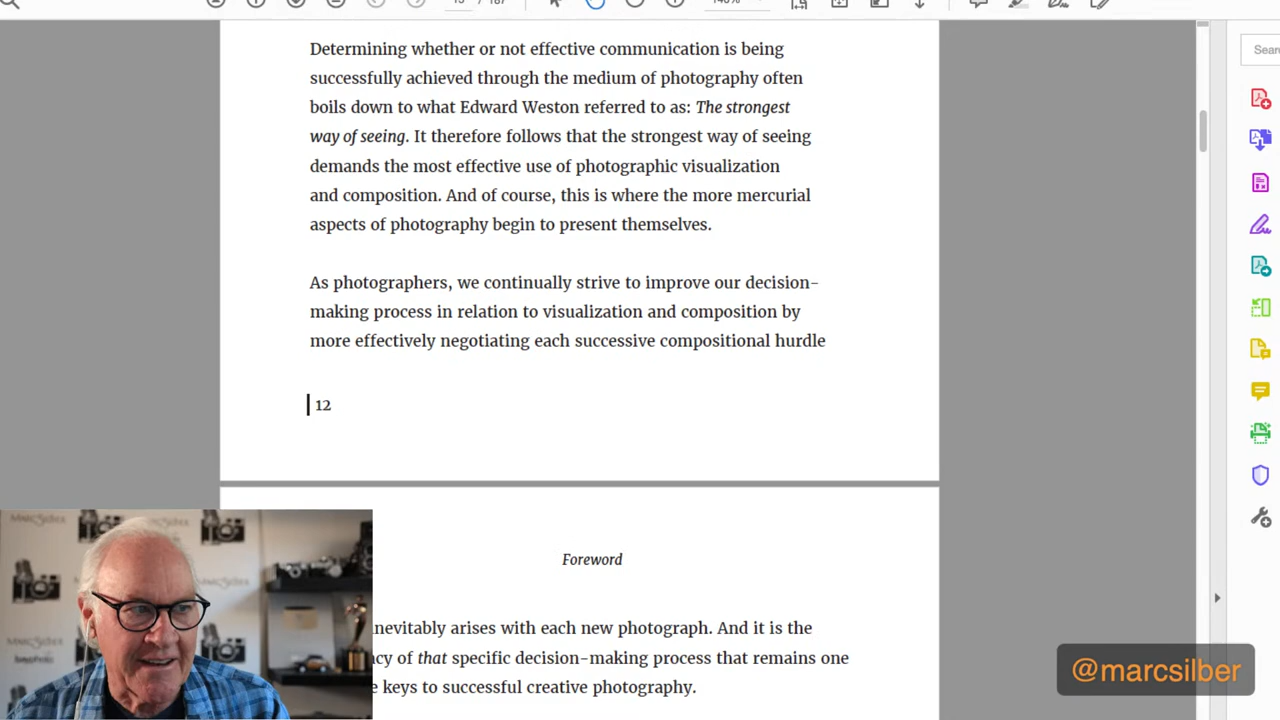 Determining whether or not effective communication is being
successfully achieved through the medium of photography often
boils down to what Edward Weston referred to as: The strongest
way of seeing. It therefore follows that the strongest way of seeing
demands the most effective use of photographic visualization
and composition. And of course, this is where the more mercurial
aspects of photography begin to present themselves.
As photographers, we continually strive to improve our decision-
making process in relation to visualization and composition by
more effectively negotiating each successive compositional hurdle
12
Foreword
inevitably arises with each new photograph. And it is the
of that specific decision-making process that remains one
keys to successful creative photography.
@marcsilber